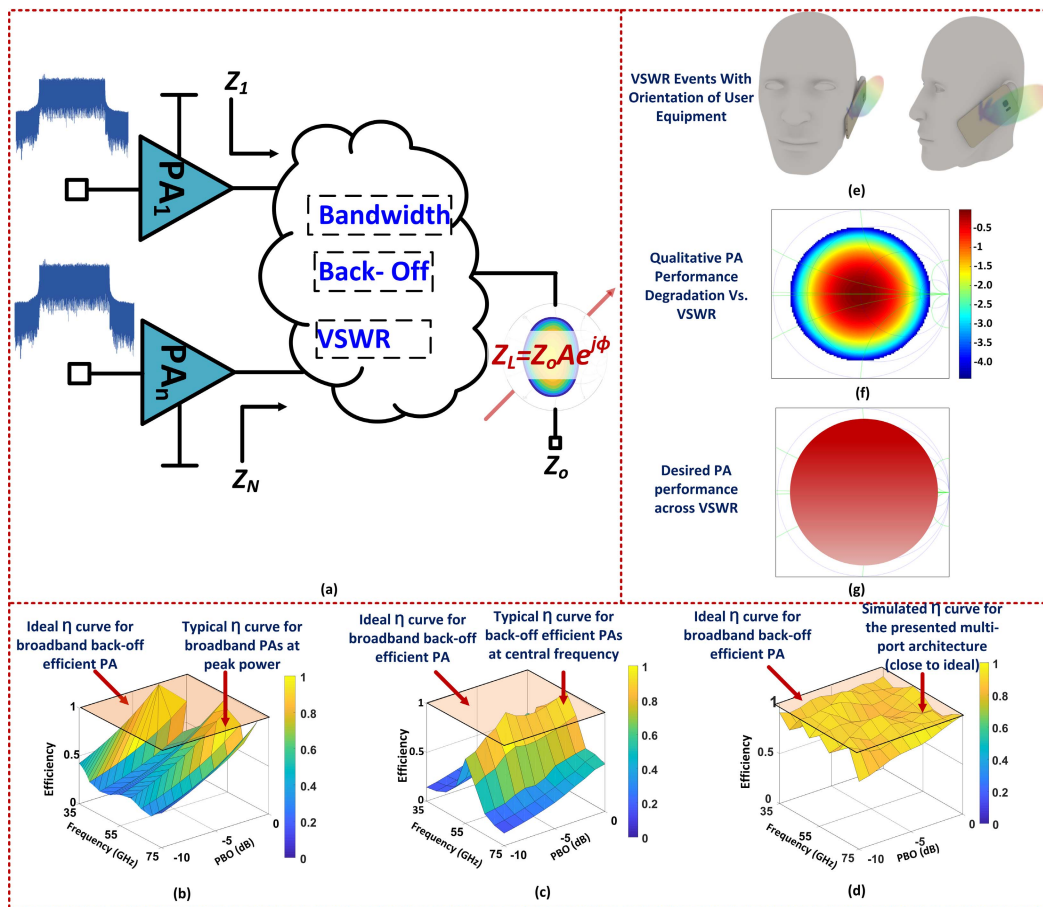 Z1
PA1
Bandwidth
Back- Off
VSWR
PAn
ZN
ZL=ZoAe^jϕ
Zo
(a)
VSWR Events With
Orientation of User
Equipment
(e)
Qualitative PA
Performance
Degradation Vs.
VSWR
-0.5
-1.0
-1.5
-2.0
-2.5
-3.0
-3.5
-4.0
(f)
Desired PA
performance
across VSWR
(g)
Ideal η curve for
broadband back-off
efficient PA
Typical η curve for
broadband PAs at
peak power
1
0.5
0
Efficiency
35
55
75
Frequency (GHz)
-10
-5
0
PBO (dB)
1
0.8
0.6
0.4
0.2
0
(b)
Ideal η curve for
broadband back-off
efficient PA
Typical η curve for
back-off efficient PAs
at central frequency
1
0.5
0
Efficiency
35
55
75
Frequency (GHz)
-10
-5
0
PBO (dB)
1
0.8
0.6
0.4
0.2
0
(c)
Ideal η curve for
broadband back-off
efficient PA
Simulated η curve for
the presented multi-
port architecture
(close to ideal)
1
0.5
0
Efficiency
35
55
75
Frequency (GHz)
-10
-5
0
PBO (dB)
1
0.8
0.6
0.4
0.2
0
(d)